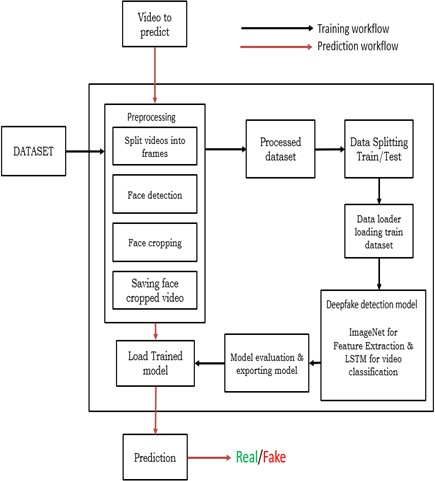 Video to
predict
Training workflow
Prediction workflow
DATASET
Preprocessing
Split videos into
frames
Face detection
Face cropping
Saving face
cropped video
Processed
dataset
Data Splitting
Train/Test
Data loader
loading train
dataset
Deepfake detection model
ImageNet for
Feature Extraction &
LSTM for video
classification
Model evaluation &
exporting model
Load Trained
model
Prediction
Real/Fake